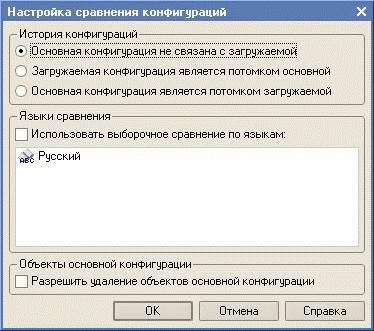 Настройка сравнения конфигураций
История конфигураций
Основная конфигурация не связана с загружаемой
Загружаемая конфигурация является потомком основной
Основная конфигурация является потомком загружаемой
Языки сравнения
Использовать выборочное сравнение по языкам:
ABC Русский
Объекты основной конфигурации
Разрешить удаление объектов основной конфигурации
OK Отмена Справка